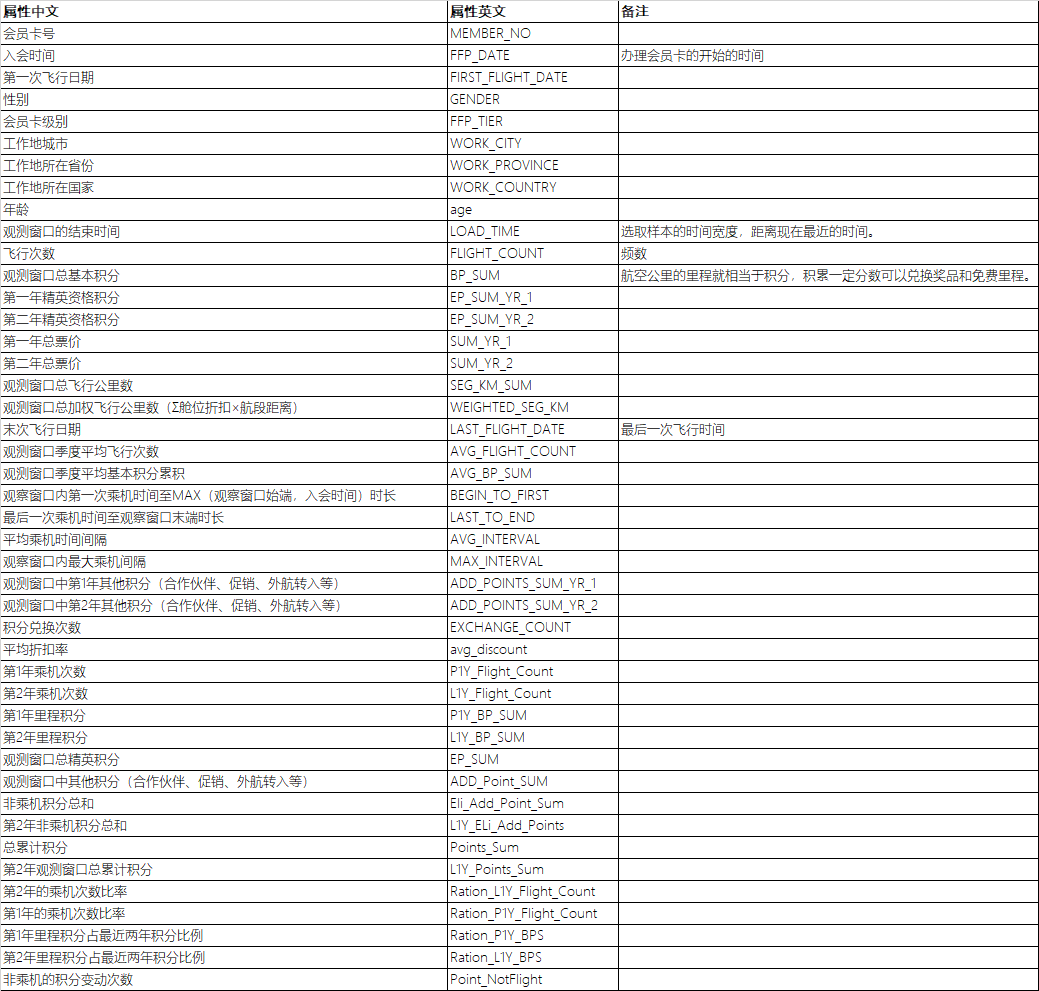 属性中文 属性英文 备注
会员卡号 MEMBER_NO
入会时间 FFP_DATE 办理会员卡的开始的时间
第一次飞行日期 FIRST_FLIGHT_DATE
性别 GENDER
会员卡级别 FFP_TIER
工作地城市 WORK_CITY
工作地所在省份 WORK_PROVINCE
工作地所在国家 WORK_COUNTRY
年龄 age
观测窗口的结束时间 LOAD_TIME 选取样本的时间宽度，距离现在最近的时间。
飞行次数 FLIGHT_COUNT 频数
观测窗口总基本积分 BP_SUM 航空公里的里程就相当于积分，积累一定分数可以兑换奖品和免费里程。
第一年精英资格积分 EP_SUM_YR_1
第二年精英资格积分 EP_SUM_YR_2
第一年总票价 SUM_YR_1
第二年总票价 SUM_YR_2
观测窗口总飞行公里数 SEG_KM_SUM
观测窗口总加权飞行公里数（Σ舱位折扣×航段距离） WEIGHTED_SEG_KM
末次飞行日期 LAST_FLIGHT_DATE 最后一次飞行时间
观测窗口季度平均飞行次数 AVG_FLIGHT_COUNT
观测窗口季度平均基本积分累积 AVG_BP_SUM
观察窗口内第一次乘机时间至MAX（观察窗口始端，入会时间）时长 BEGIN_TO_FIRST
最后一次乘机时间至观察窗口末端时长 LAST_TO_END
平均乘机时间间隔 AVG_INTERVAL
观察窗口内最大乘机间隔 MAX_INTERVAL
观测窗口中第1年其他积分（合作伙伴、促销、外航转入等） ADD_POINTS_SUM_YR_1
观测窗口中第2年其他积分（合作伙伴、促销、外航转入等） ADD_POINTS_SUM_YR_2
积分兑换次数 EXCHANGE_COUNT
平均折扣率 avg_discount
第1年乘机次数 P1Y_Flight_Count
第2年乘机次数 L1Y_Flight_Count
第1年里程积分 P1Y_BP_SUM
第2年里程积分 L1Y_BP_SUM
观测窗口总精英积分 EP_SUM
观测窗口中其他积分（合作伙伴、促销、外航转入等） ADD_Point_SUM
非乘机积分总和 Eli_Add_Point_Sum
第2年非乘机积分总和 L1Y_ELi_Add_Points
总累计积分 Points_Sum
第2年观测窗口总累计积分 L1Y_Points_Sum
第2年的乘机次数比率 Ration_L1Y_Flight_Count
第1年的乘机次数比率 Ration_P1Y_Flight_Count
第1年里程积分占最近两年积分比例 Ration_P1Y_BPS
第2年里程积分占最近两年积分比例 Ration_L1Y_BPS
非乘机的积分变动次数 Point_NotFlight